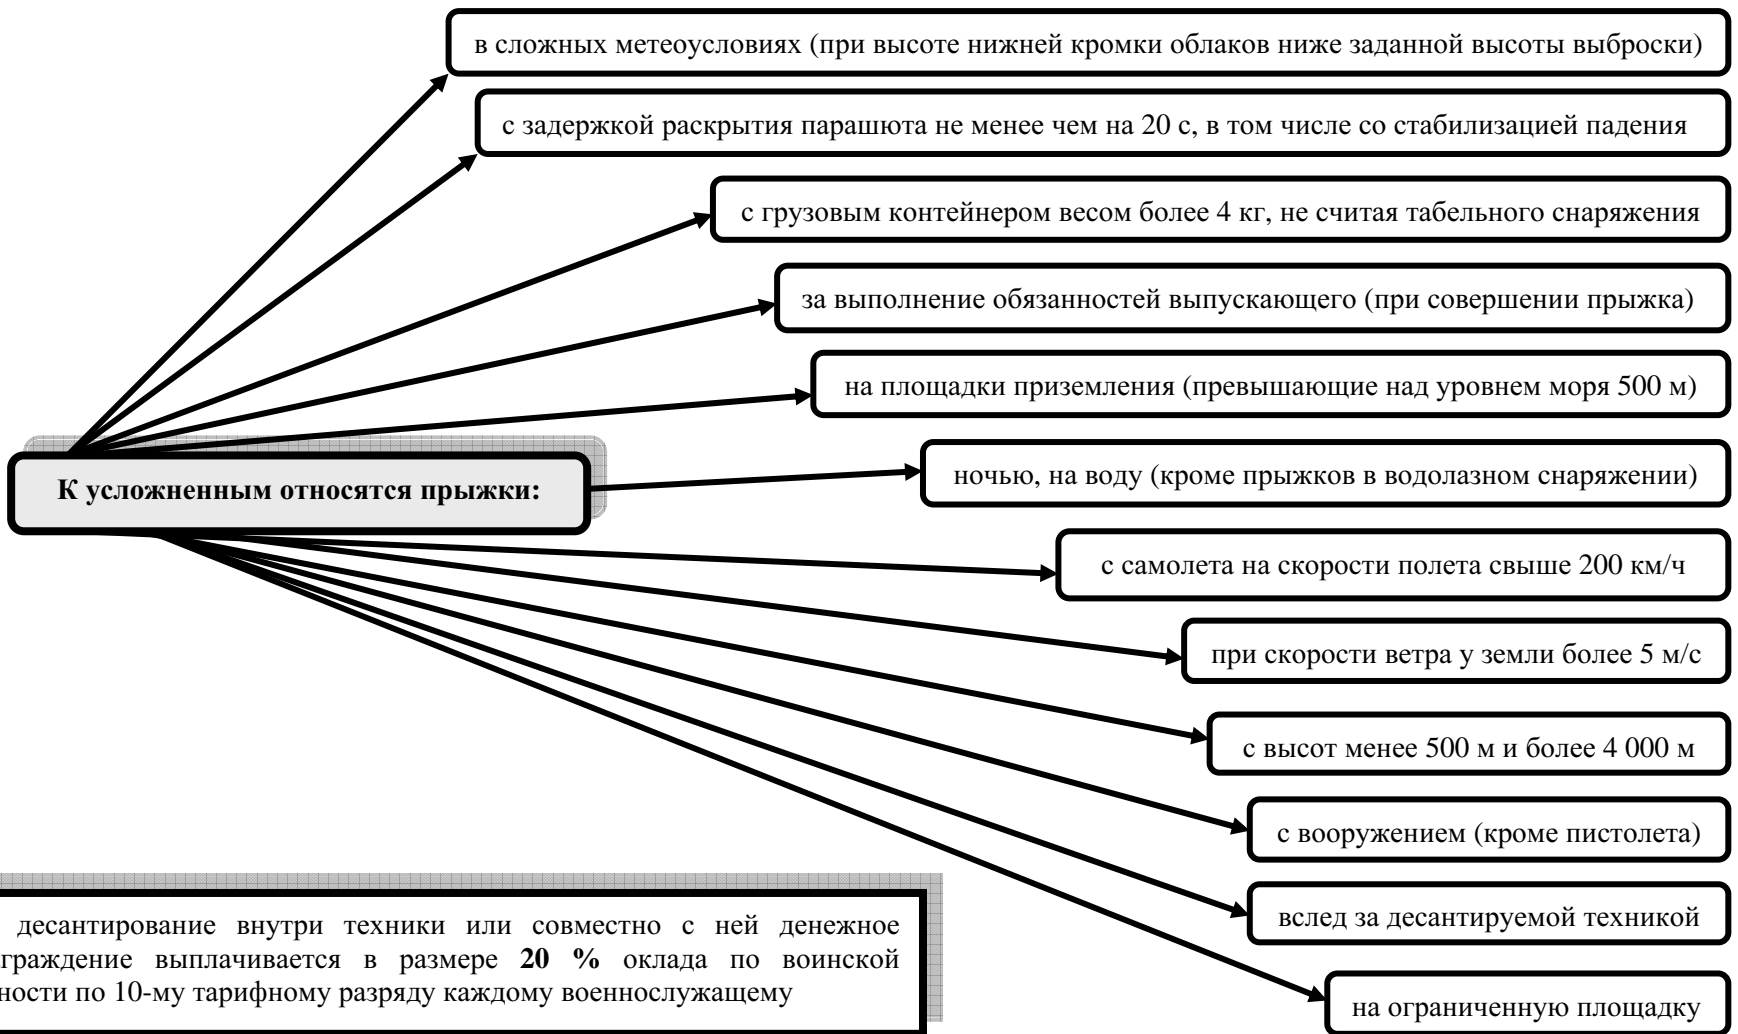 в сложных метеоусловиях (при высоте нижней кромки облаков ниже заданной высоты выброски)
с задержкой раскрытия парашюта не менее чем на 20 с, в том числе со стабилизацией падения
с грузовым контейнером весом более 4 кг, не считая табельного снаряжения
за выполнение обязанностей выпускающего (при совершении прыжка)
на площадки приземления (превышающие над уровнем моря 500 м)
К усложненным относятся прыжки:
ночью, на воду (кроме прыжков в водолазном снаряжении)
с самолета на скорости полета свыше 200 км/ч
при скорости ветра у земли более 5 м/с
с высот менее 500 м и более 4 000 м
с вооружением (кроме пистолета)
вслед за десантируемой техникой
на ограниченную площадку
десантирование внутри техники или совместно с ней денежное
граждение выплачивается в размере 20 % оклада по воинской
ности по 10-му тарифному разряду каждому военнослужащему